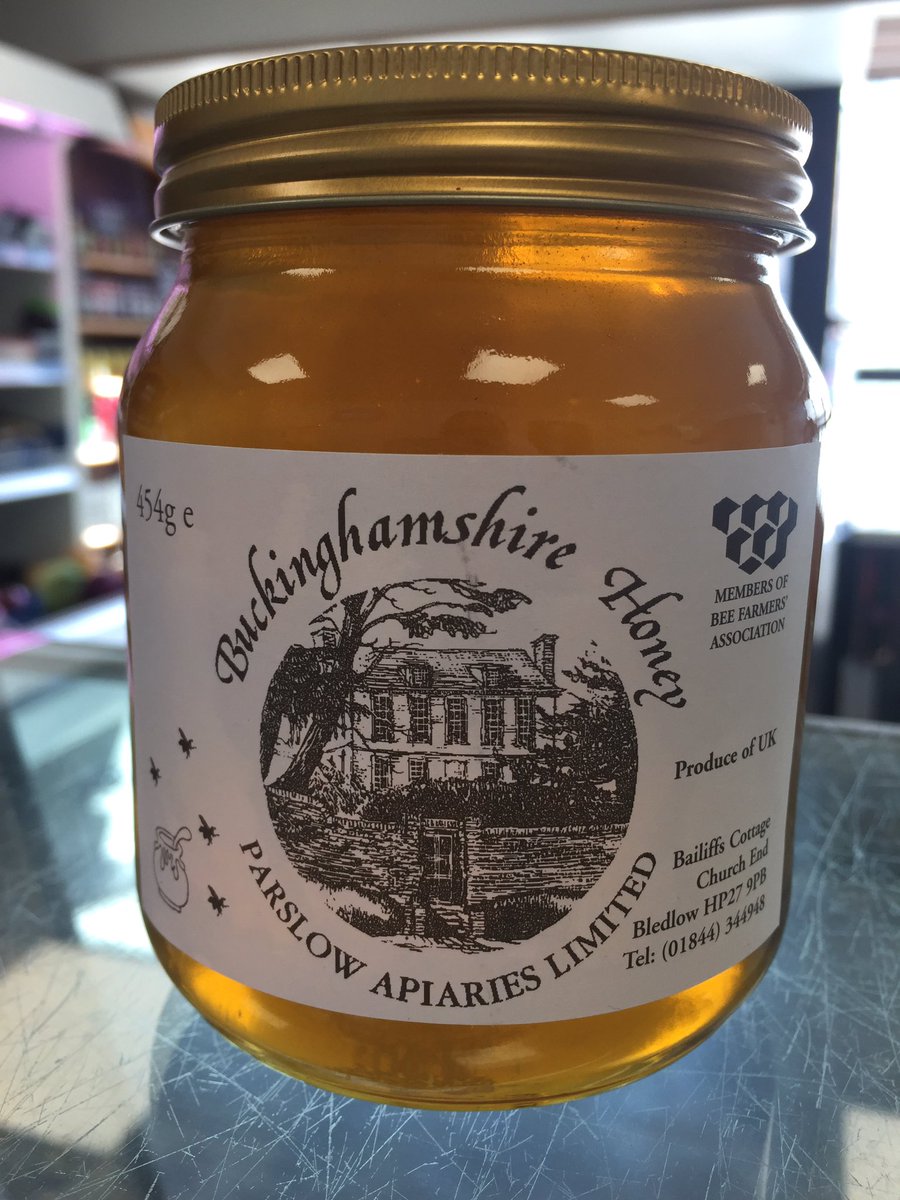 454g e
Buckinghamshire Honey
MEMBERS OF
BEE FARMERS'
ASSOCIATION
Produce of UK
Bailiffs Cottage
Church End
Bledlow HP27 9PB
Tel: (01844) 344948
PARSLOW APIARIES LIMITED